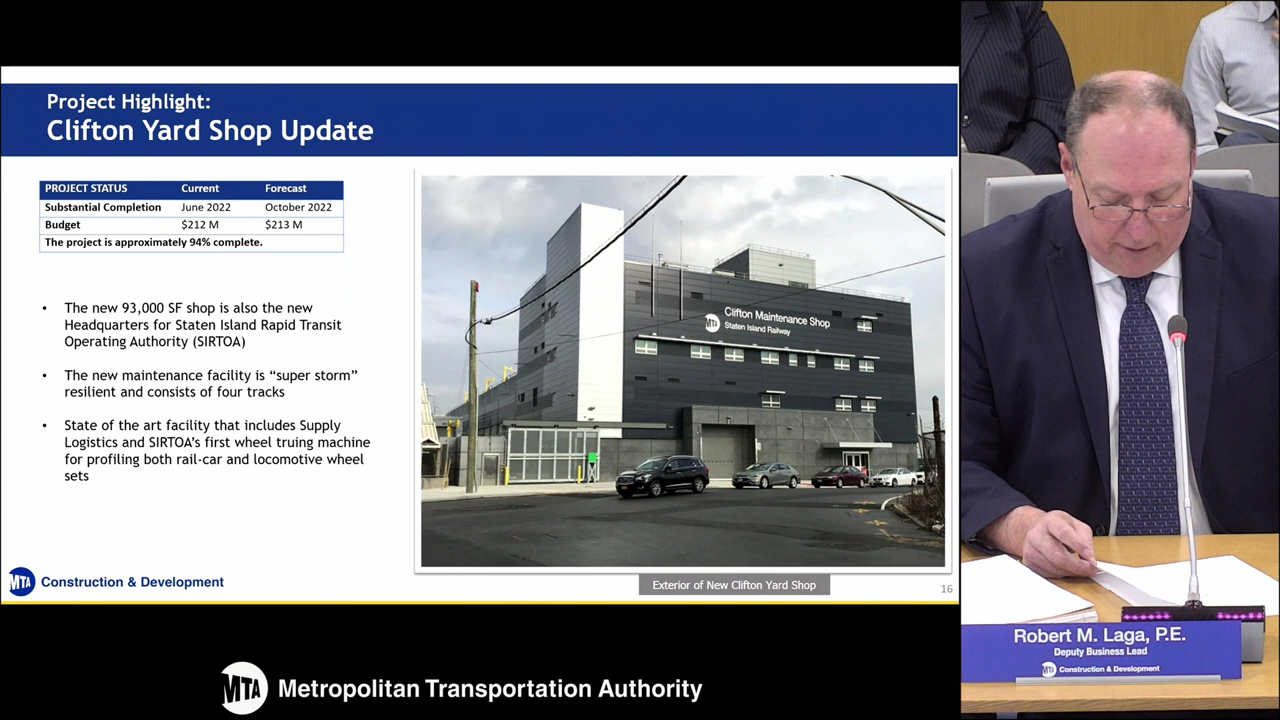 Project Highlight:
Clifton Yard Shop Update
PROJECT STATUS Current Forecast
Substantial Completion June 2022 October 2022
Budget $212 M $213 M
The project is approximately 94% complete.
• The new 93,000 SF shop is also the new
Headquarters for Staten Island Rapid Transit
Operating Authority (SIRTOA)
• The new maintenance facility is “super storm”
resilient and consists of four tracks
• State of the art facility that includes Supply
Logistics and SIRTOA’s first wheel truing machine
for profiling both rail-car and locomotive wheel
sets
MTA Clifton Maintenance Shop
Staten Island Railway
MTA Construction & Development
Exterior of New Clifton Yard Shop
16
MTA Metropolitan Transportation Authority
Robert M. Laga, P.E.
Deputy Business Lead
MTA Construction & Development